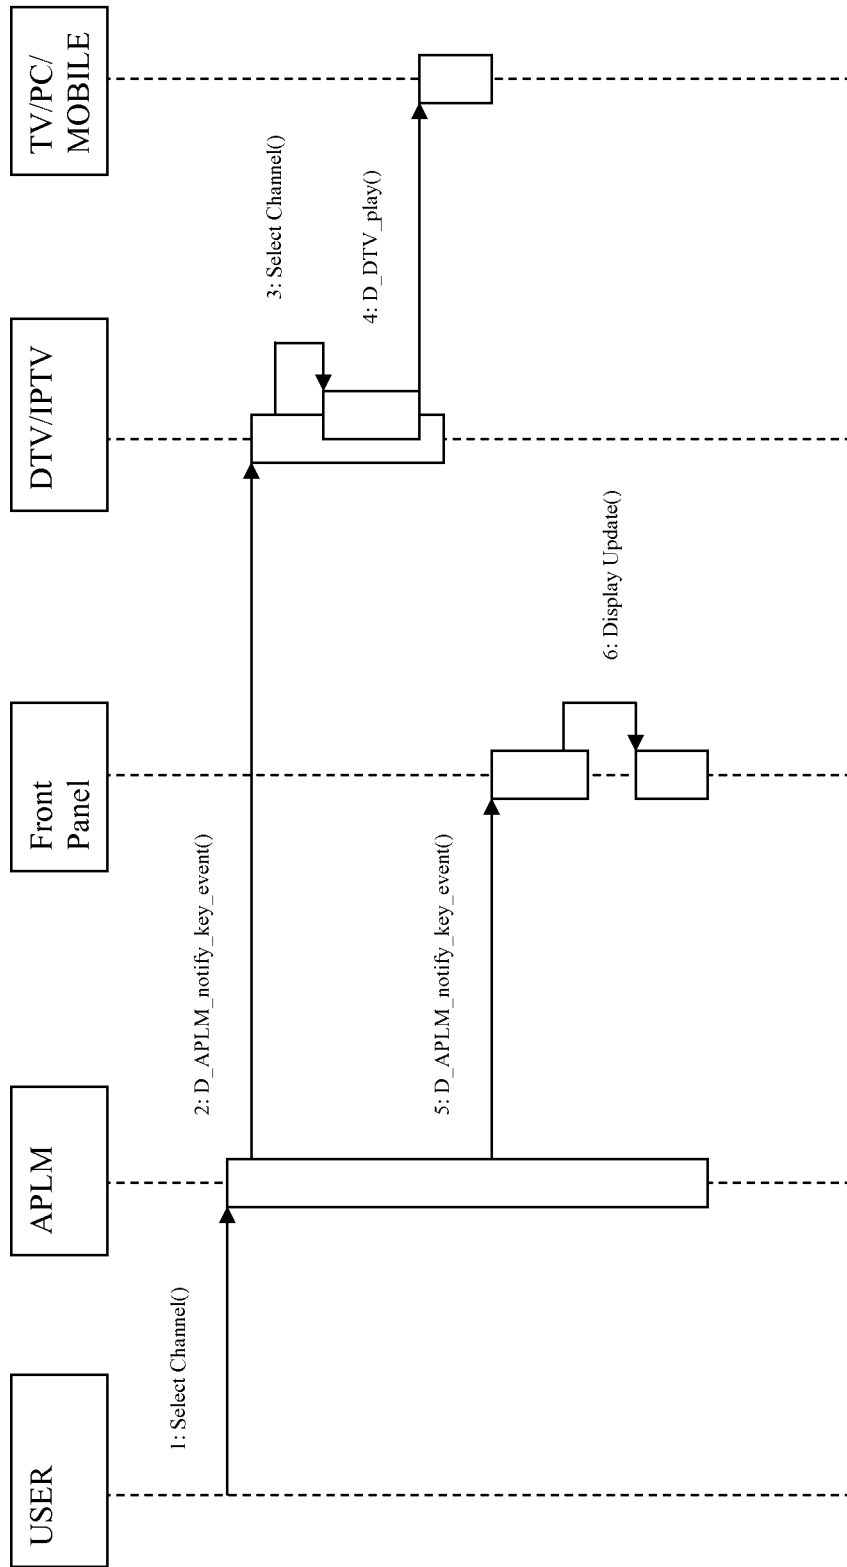 USER
APLM
Front
Panel
DTV/IPTV
TV/PC/
MOBILE
1: Select Channel()
2: D_APLM_notify_key_event()
3: Select Channel()
4: D_DTV_play()
5: D_APLM_notify_key_event()
6: Display Update()